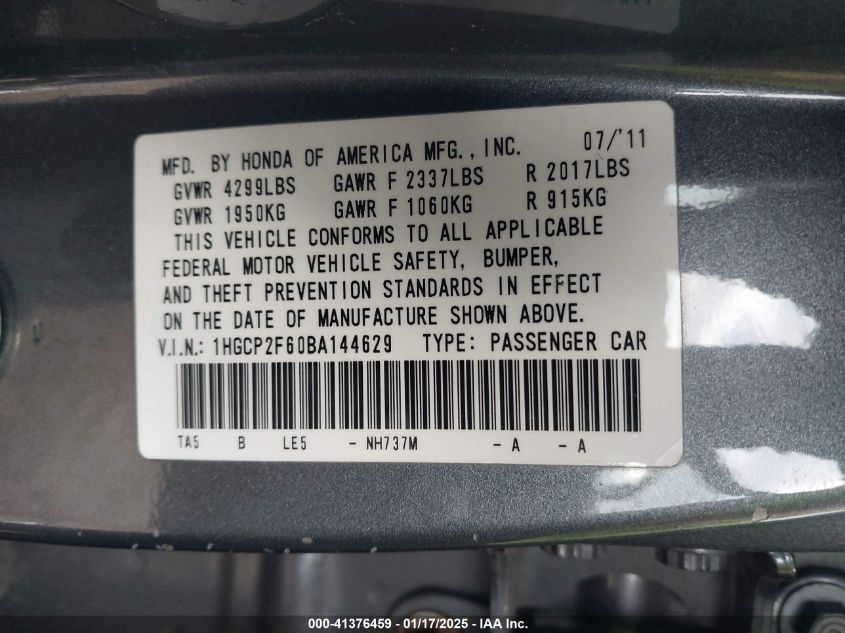 MFD. BY HONDA OF AMERICA MFG., INC. 07/'11
GVWR 4299LBS GAWR F 2337LBS R 2017LBS
GVWR 1950KG GAWR F 1060KG R 915KG
THIS VEHICLE CONFORMS TO ALL APPLICABLE
FEDERAL MOTOR VEHICLE SAFETY, BUMPER,
AND THEFT PREVENTION STANDARDS IN EFFECT
ON THE DATE OF MANUFACTURE SHOWN ABOVE.
V.I.N.: 1HGCP2F60BA144629 TYPE: PASSENGER CAR
TA5 B LE5 - NH737M - A - A
000-41376459 - 01/17/2025 - IAA Inc.